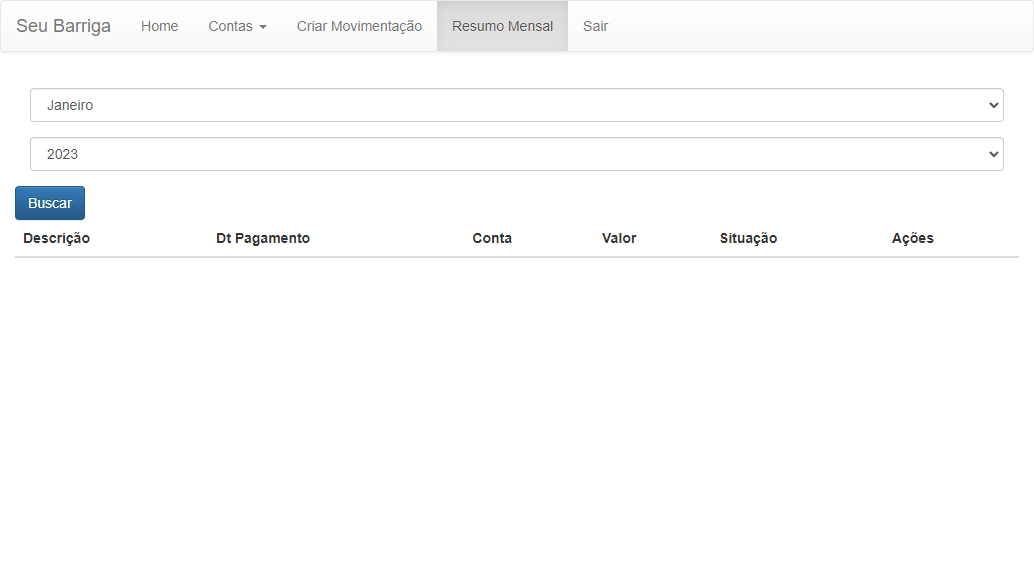 Seu Barriga Home Contas Criar Movimentação Resumo Mensal Sair
Janeiro
2023
Buscar
Descrição Dt Pagamento Conta Valor Situação Ações